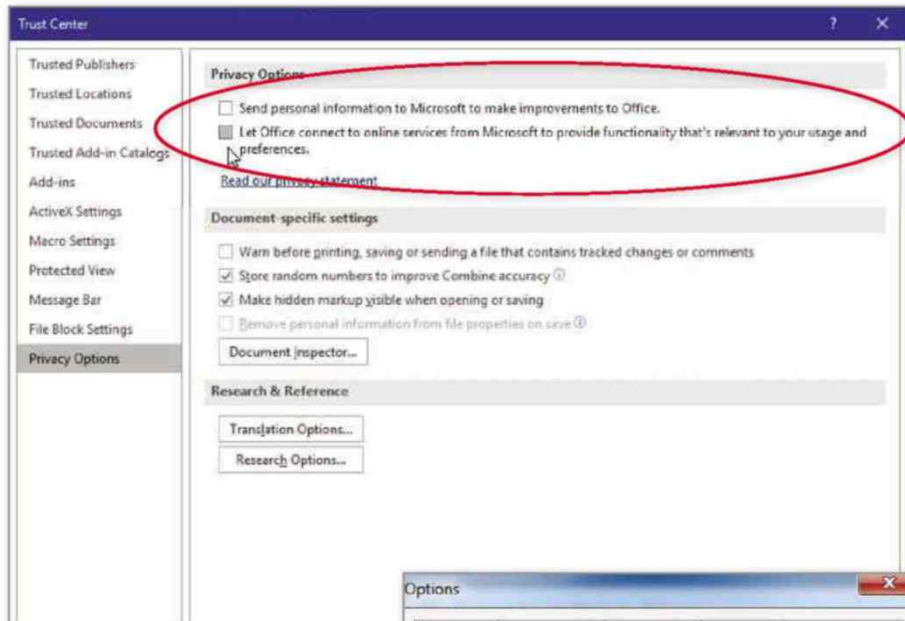 Trust Center
?
Trusted Publishers
Trusted Locations
Trusted Documents
Trusted Add-in Catalogs
Add-ins
ActiveX Settings
Macro Settings
Protected View
Message Bar
File Block Settings
Privacy Options
Privacy Options
Send personal information to Microsoft to make improvements to Office.
Let Office connect to online services from Microsoft to provide functionality that's relevant to your usage and
preferences.
Read our privacy statement
Document-specific settings
Warn before printing, saving or sending a file that contains tracked changes or comments
Store random numbers to improve Combine accuracy
Make hidden markup visible when opening or saving
Remove personal information from file properties on save
Document Inspector...
Research & Reference
Translation Options...
Research Options...
Options